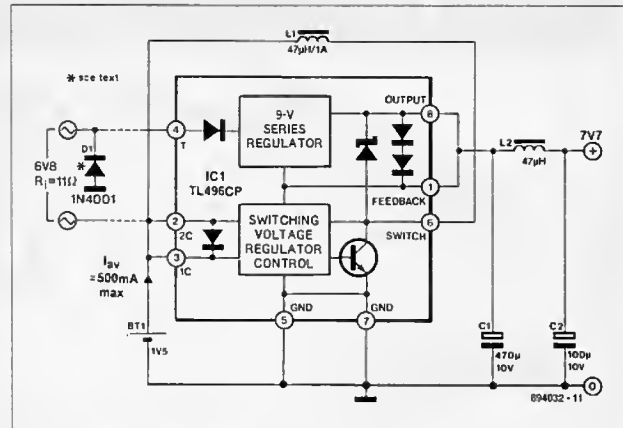 L1
47µH/1A
* see text
D1
*
1N4001
6V8
Ri=11Ω
4
T
9-V
SERIES
REGULATOR
OUTPUT
8
L2
47µH
7V7
+
IC1
TL496CP
1
FEEDBACK
2
2C
3
1C
SWITCHING
VOLTAGE
REGULATOR
CONTROL
SWITCH
6
Iav
=500mA
max
BT1
1V5
GND
5
GND
7
C1
470µ
10V
C2
100µ
10V
0
894032 - 11